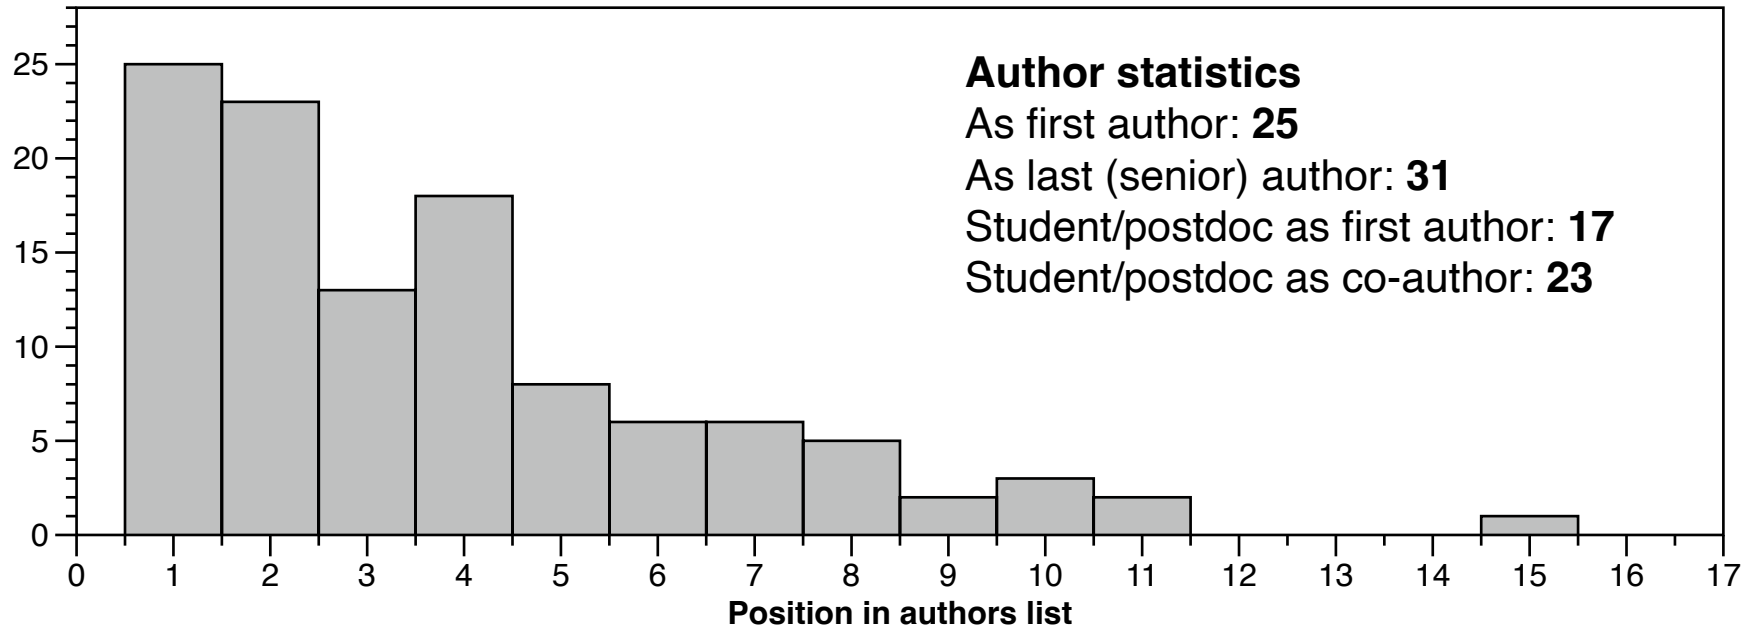 25
20
15
10
5
0
Author statistics
As first author: 25
As last (senior) author: 31
Student/postdoc as first author: 17
Student/postdoc as co-author: 23
0 1 2 3 4 5 6 7 8 9 10 11 12 13 14 15 16 17
Position in authors list